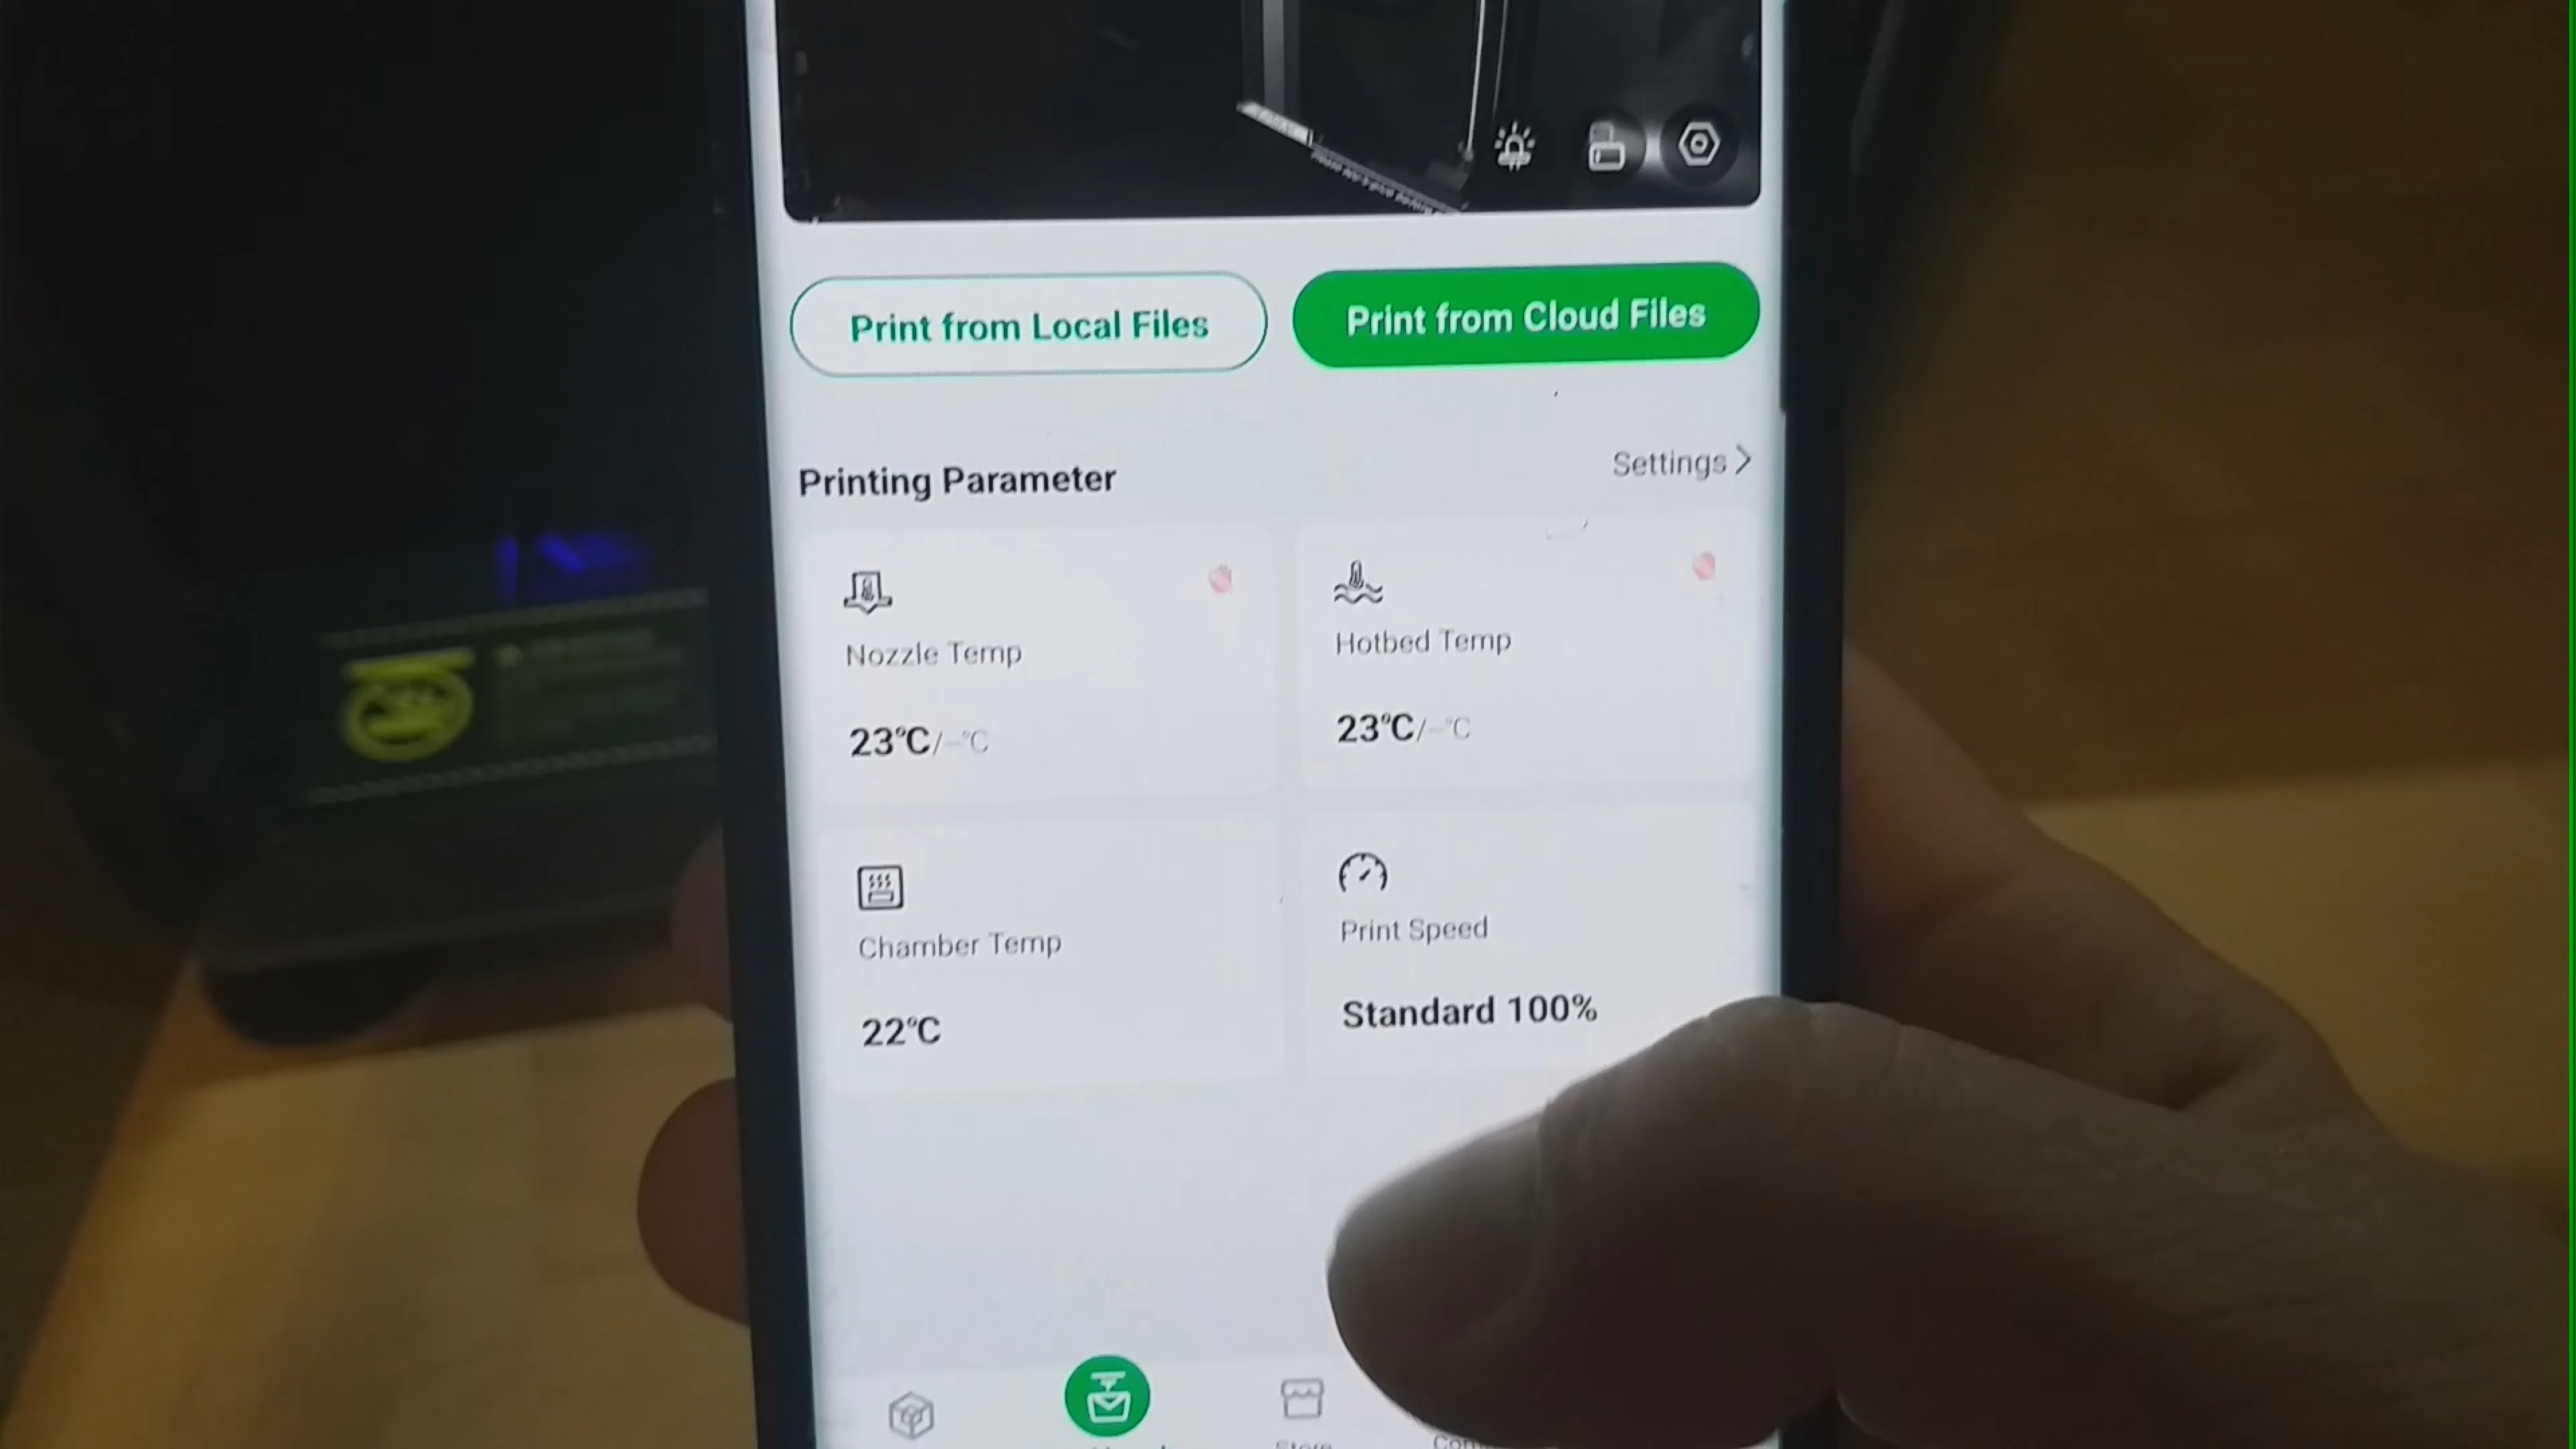 Print from Local Files
Print from Cloud Files
Printing Parameter
Settings >
Nozzle Temp
Hotbed Temp
23°C/--°C
23°C/--°C
Chamber Temp
Print Speed
22°C
Standard 100%